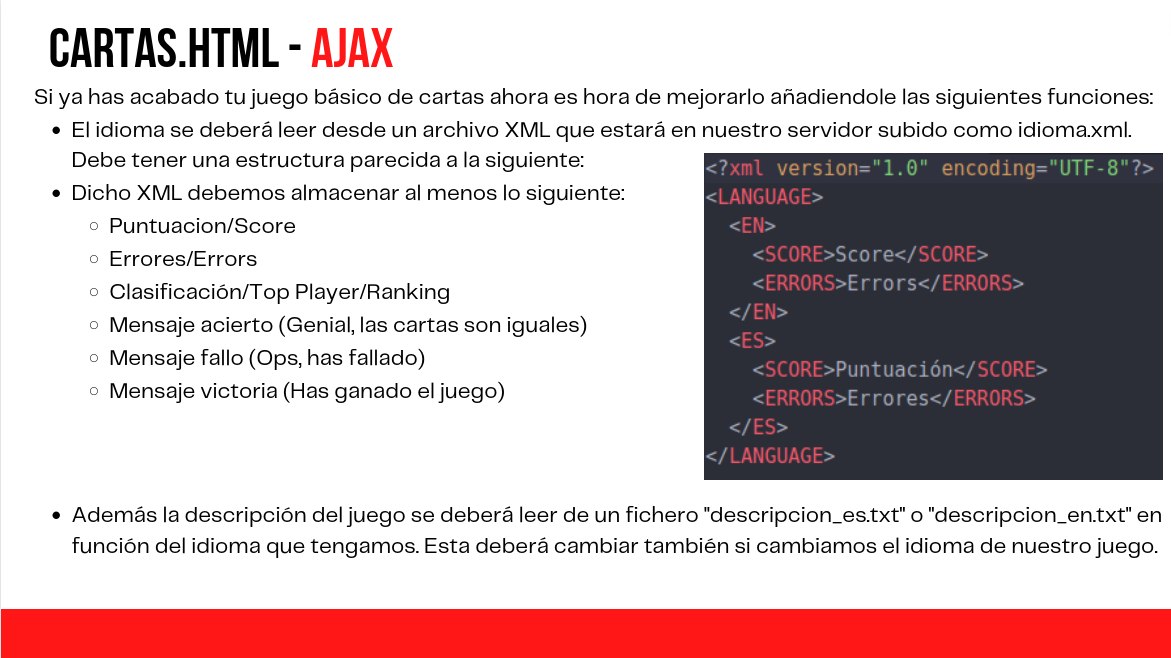 CARTAS.HTML - AJAX
Si ya has acabado tu juego básico de cartas ahora es hora de mejorarlo añadiendole las siguientes funciones:
• El idioma se deberá leer desde un archivo XML que estará en nuestro servidor subido como idioma.xml.
Debe tener una estructura parecida a la siguiente:
• Dicho XML debemos almacenar al menos lo siguiente:
○ Puntuacion/Score
○ Errores/Errors
○ Clasificación/Top Player/Ranking
○ Mensaje acierto (Genial, las cartas son iguales)
○ Mensaje fallo (Ops, has fallado)
○ Mensaje victoria (Has ganado el juego)
<?xml version="1.0" encoding="UTF-8"?>
<LANGUAGE>
<EN>
<SCORE>Score</SCORE>
<ERRORS>Errors</ERRORS>
</EN>
<ES>
<SCORE>Puntuación</SCORE>
<ERRORS>Errores</ERRORS>
</ES>
</LANGUAGE>
• Además la descripción del juego se deberá leer de un fichero "descripcion_es.txt" o "descripcion_en.txt" en
función del idioma que tengamos. Esta deberá cambiar también si cambiamos el idioma de nuestro juego.